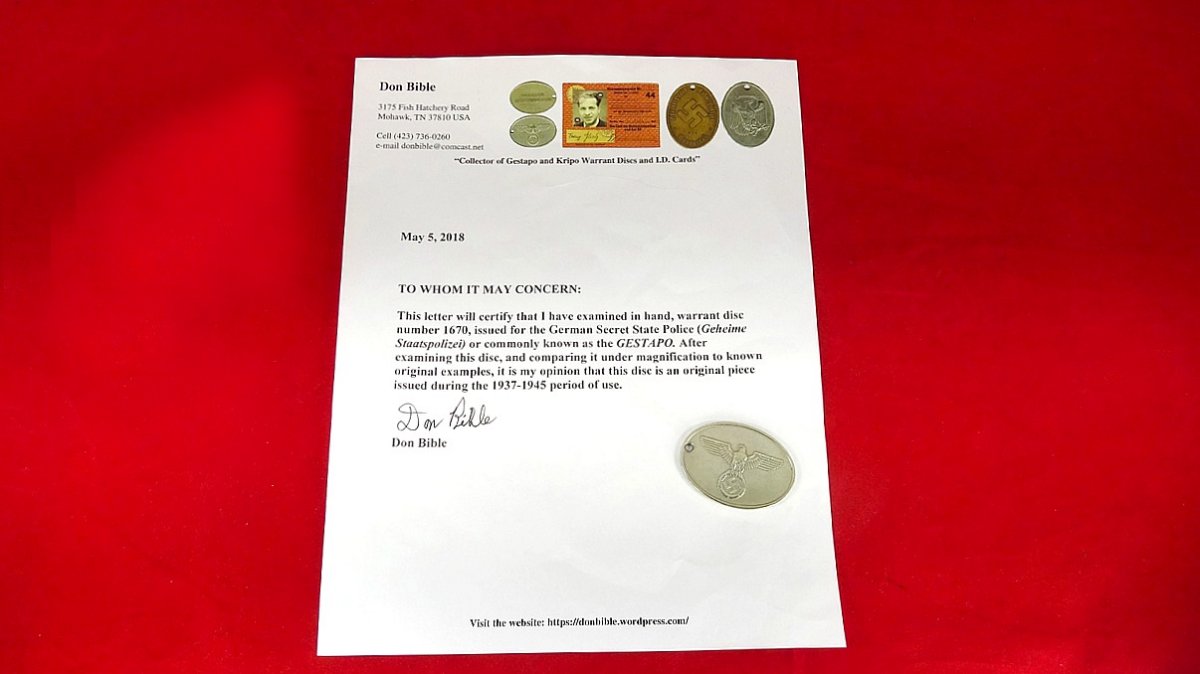 Don Bible
3175 Fish Hatchery Road
Mohawk, TN 37810 USA
Cell (423) 736-0260
e-mail donbible@comcast.net
44
"Collector of Gestapo and Kripo Warrant Discs and I.D. Cards"
May 5, 2018
TO WHOM IT MAY CONCERN:
This letter will certify that I have examined in hand, warrant disc
number 1670, issued for the German Secret State Police (Geheime
Staatspolizei) or commonly known as the GESTAPO. After
examining this disc, and comparing it under magnification to known
original examples, it is my opinion that this disc is an original piece
issued during the 1937-1945 period of use.
Don Bible
Don Bible
Visit the website: https://donbible.wordpress.com/